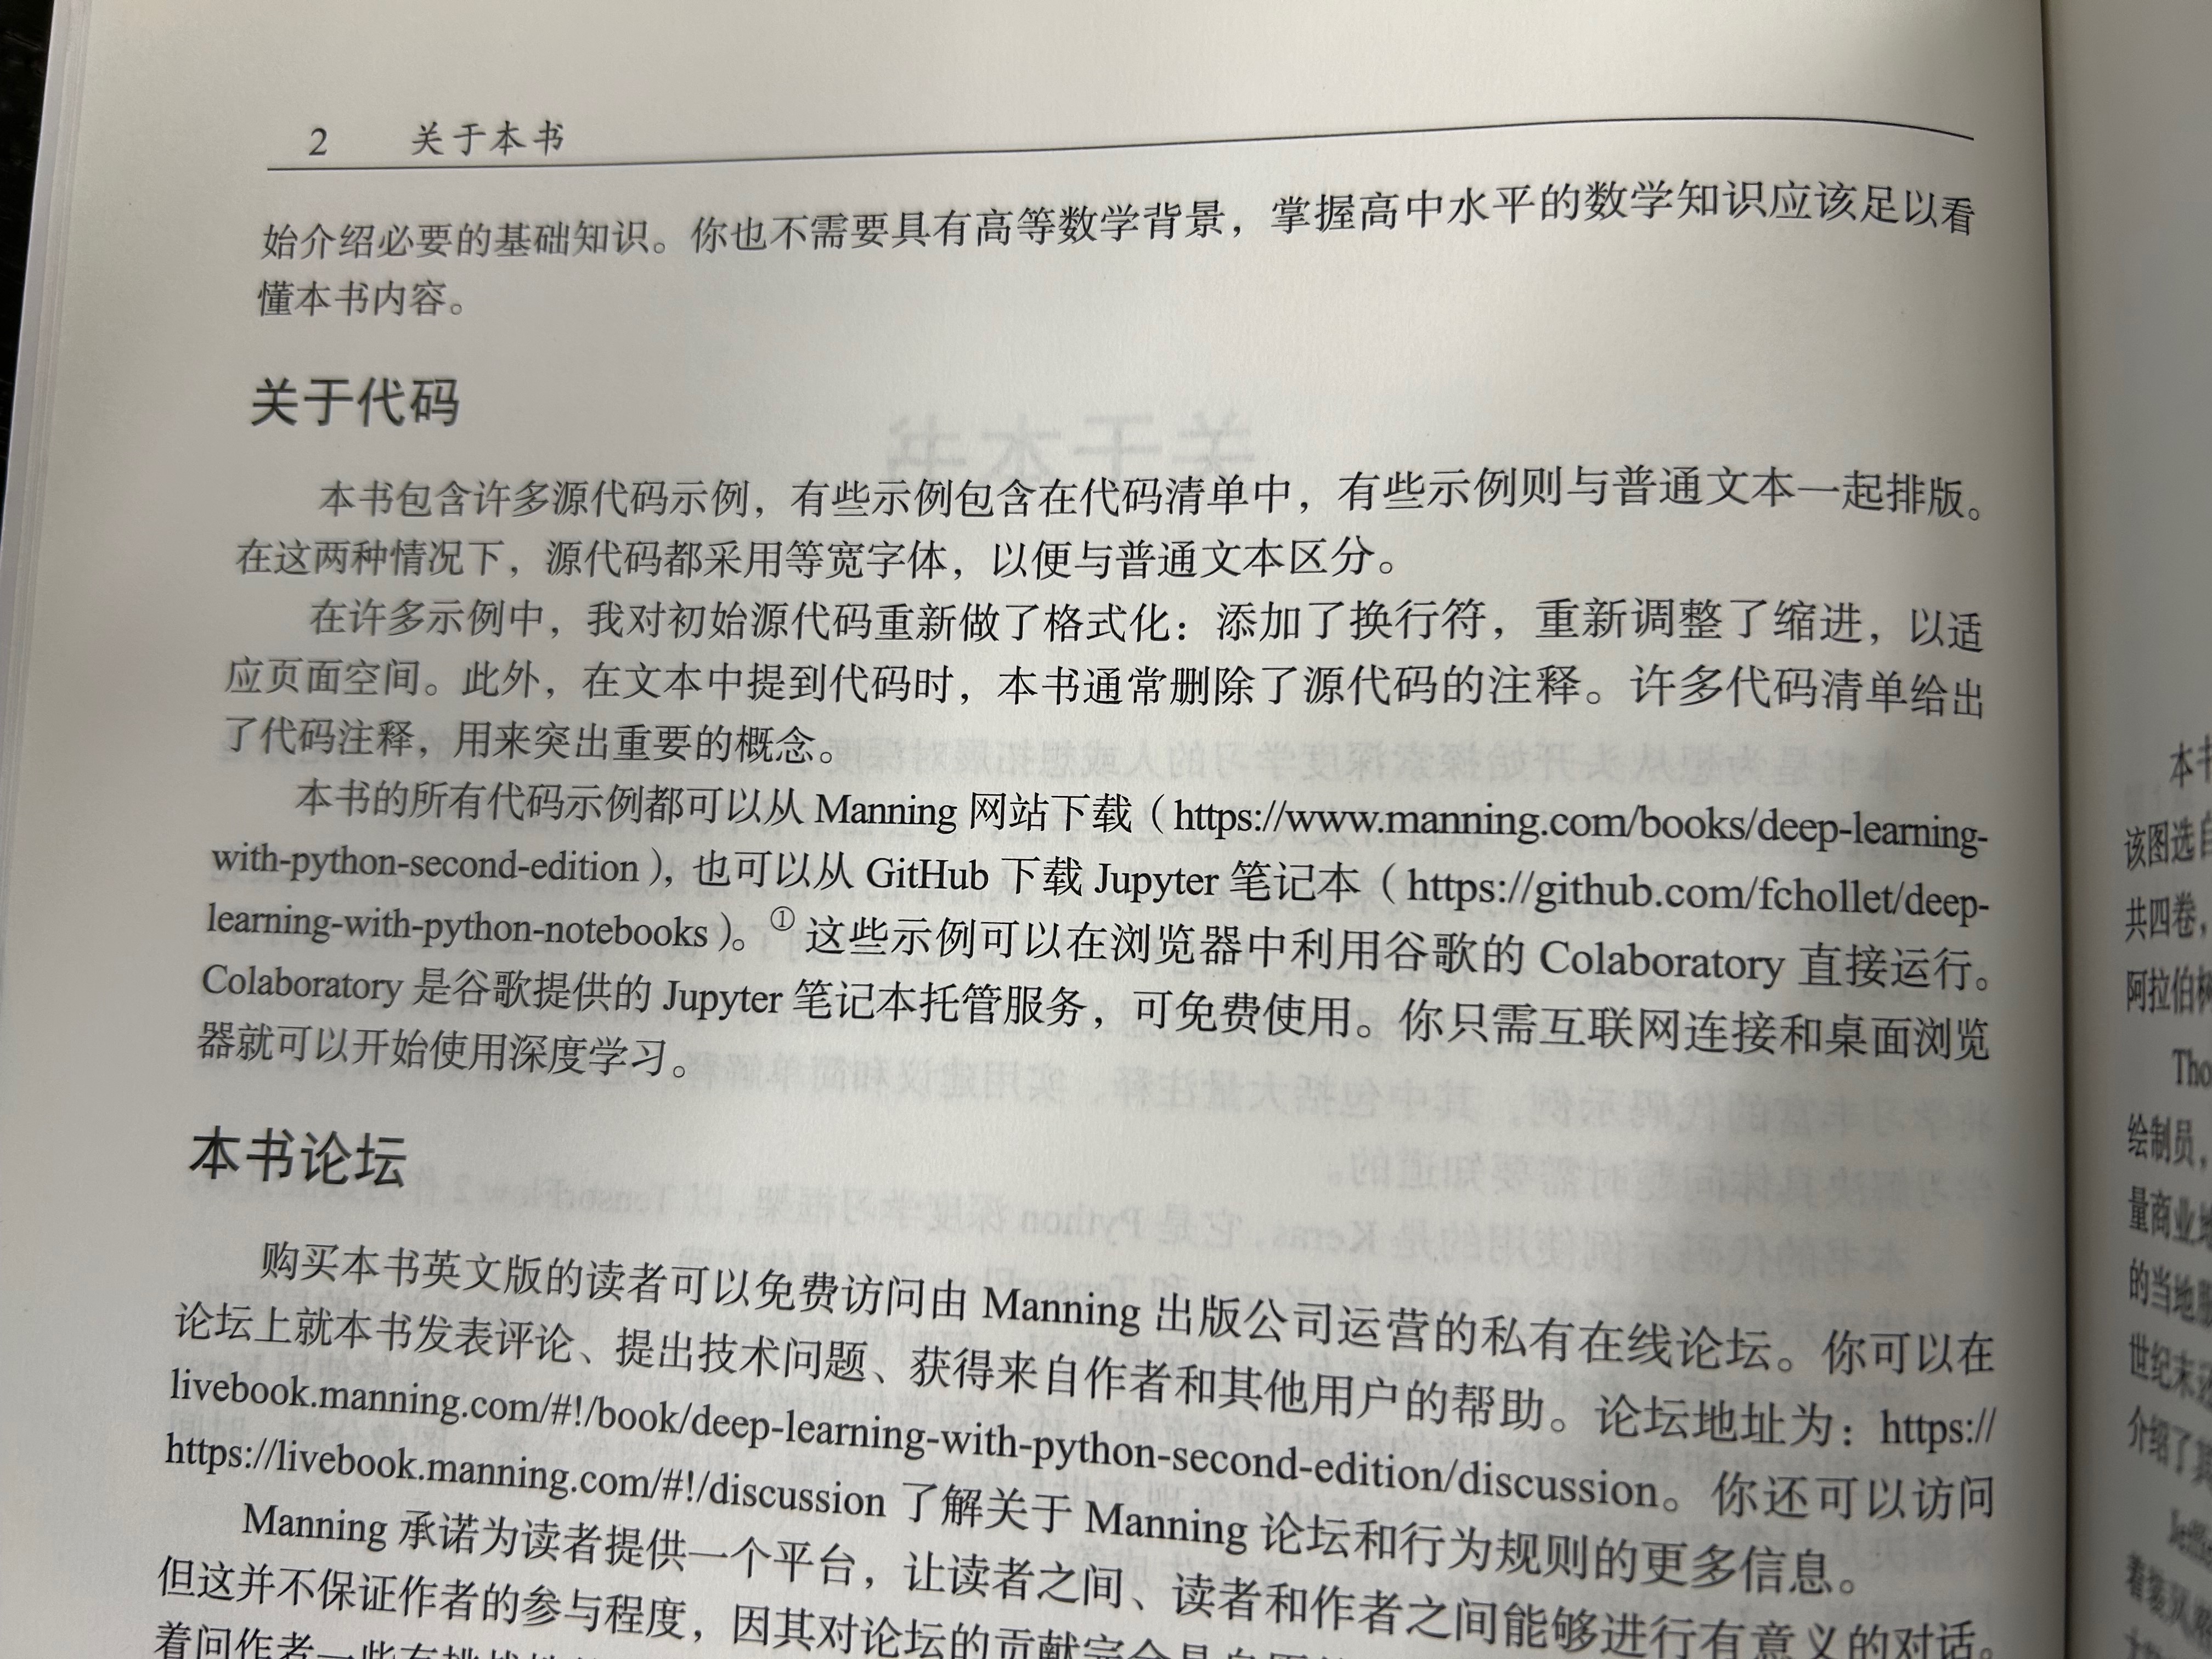 2 关于本书
始介绍必要的基础知识。你也不需要具有高等数学背景，掌握高中水平的数学知识应该足以看
懂本书内容。
关于代码
本书包含许多源代码示例，有些示例包含在代码清单中，有些示例则与普通文本一起排版。
在这两种情况下，源代码都采用等宽字体，以便与普通文本区分。
在许多示例中，我对初始源代码重新做了格式化：添加了换行符，重新调整了缩进，以适
应页面空间。此外，在文本中提到代码时，本书通常删除了源代码的注释。许多代码清单给出
了代码注释，用来突出重要的概念。
本书的所有代码示例都可以从 Manning 网站下载（https://www.manning.com/books/deep-learning-
with-python-second-edition），也可以从 GitHub 下载 Jupyter 笔记本（https://github.com/fchollet/deep-
learning-with-python-notebooks）。① 这些示例可以在浏览器中利用谷歌的 Colaboratory 直接运行。
Colaboratory 是谷歌提供的 Jupyter 笔记本托管服务，可免费使用。你只需互联网连接和桌面浏览
器就可以开始使用深度学习。
本书论坛
购买本书英文版的读者可以免费访问由 Manning 出版公司运营的私有在线论坛。你可以在
论坛上就本书发表评论、提出技术问题、获得来自作者和其他用户的帮助。论坛地址为：https://
livebook.manning.com/#!/book/deep-learning-with-python-second-edition/discussion。你还可以访问
https://livebook.manning.com/#!/discussion 了解关于 Manning 论坛和行为规则的更多信息。
Manning 承诺为读者提供一个平台，让读者之间、读者和作者之间能够进行有意义的对话。
但这并不保证作者的参与程度，因其对论坛的贡献完全是自愿
着问作者一些有挑战性
本书
该图选自
共四卷，
阿拉伯
Tho
绘制员，
量商业地
的当地服
世纪末
介绍了